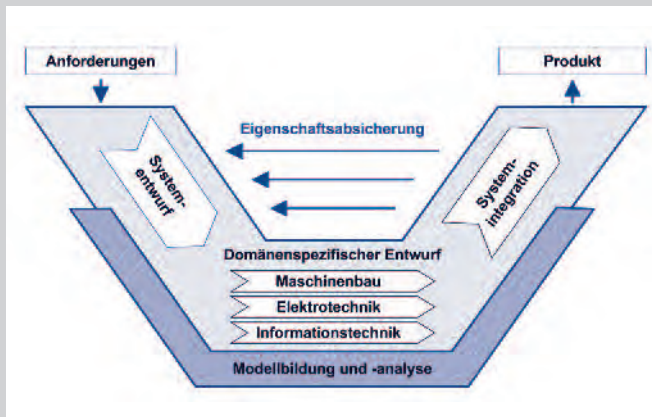 Anforderungen
Produkt
Eigenschaftsabsicherung
System-
entwurf
System-
integration
Domänenspezifischer Entwurf
Maschinenbau
Elektrotechnik
Informationstechnik
Modellbildung und -analyse